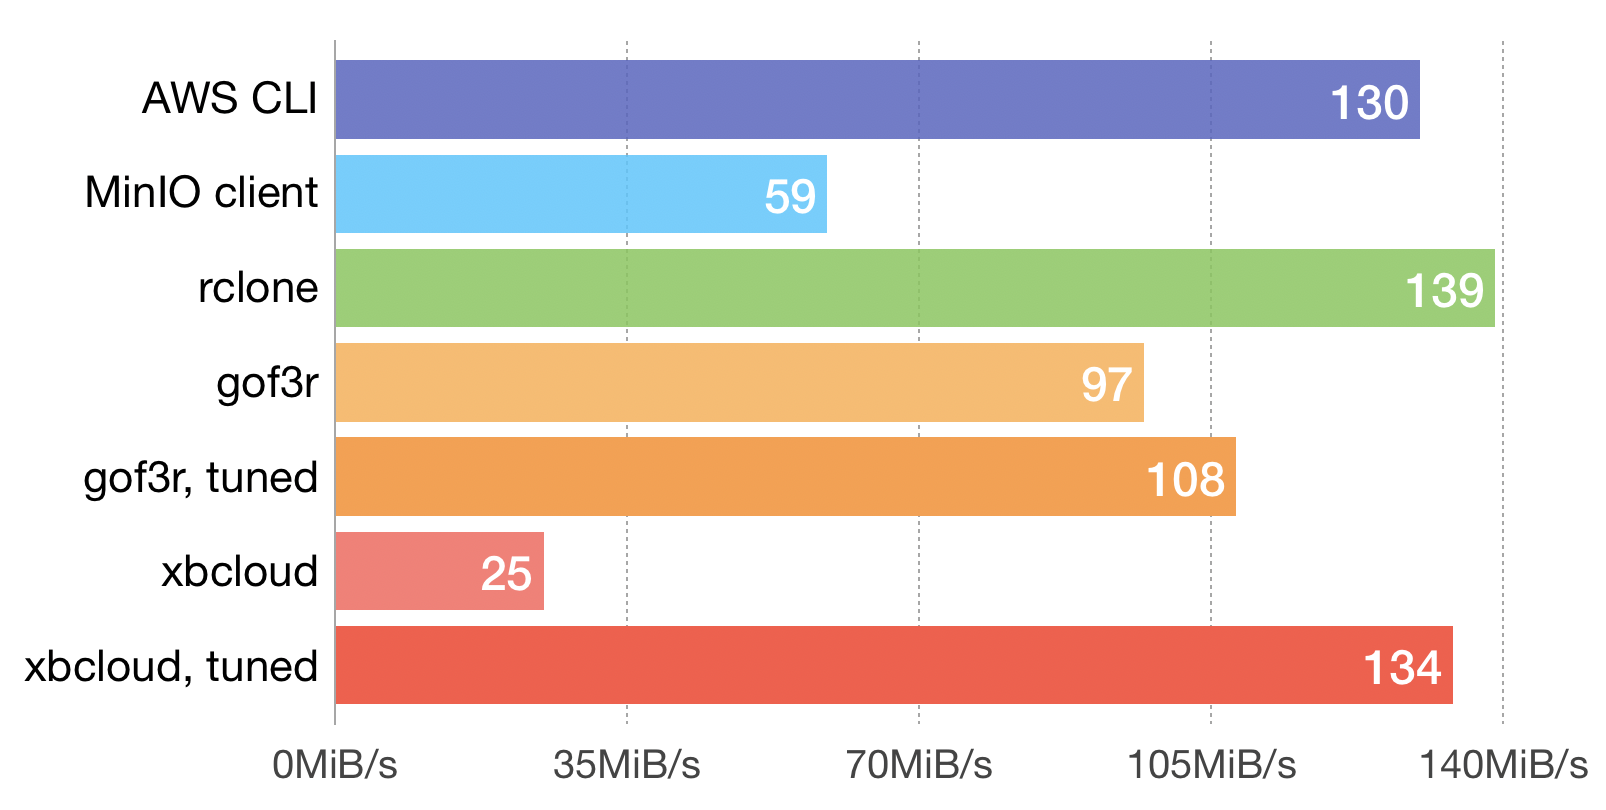 AWS CLI 130
MinIO client 59
rclone 139
gof3r 97
gof3r, tuned 108
xbcloud 25
xbcloud, tuned 134
0MiB/s 35MiB/s 70MiB/s 105MiB/s 140MiB/s